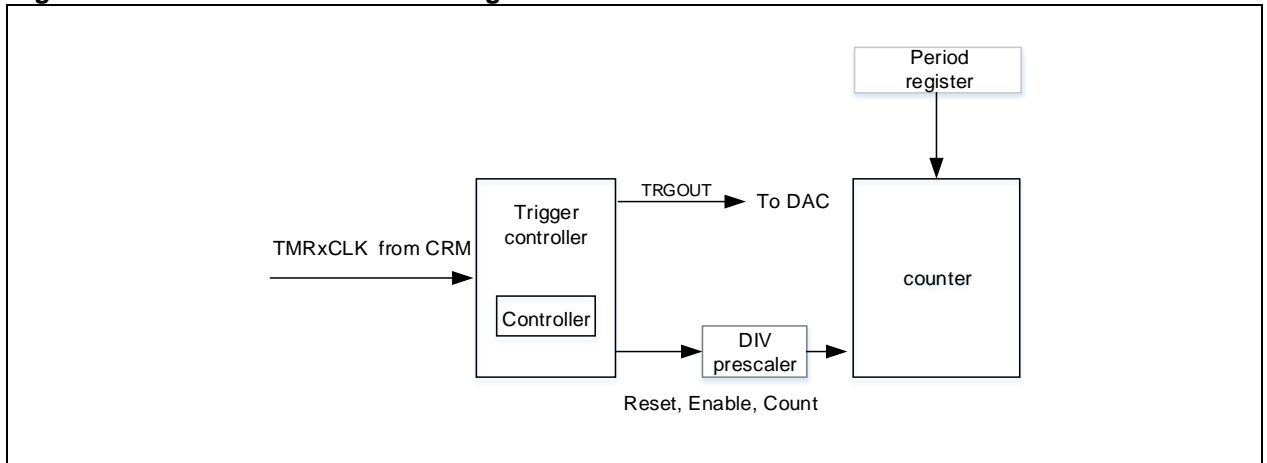 Period
register
TRGOUT
To DAC
Trigger
controller
TMRxCLK from CRM
counter
Controller
DIV
prescaler
Reset, Enable, Count